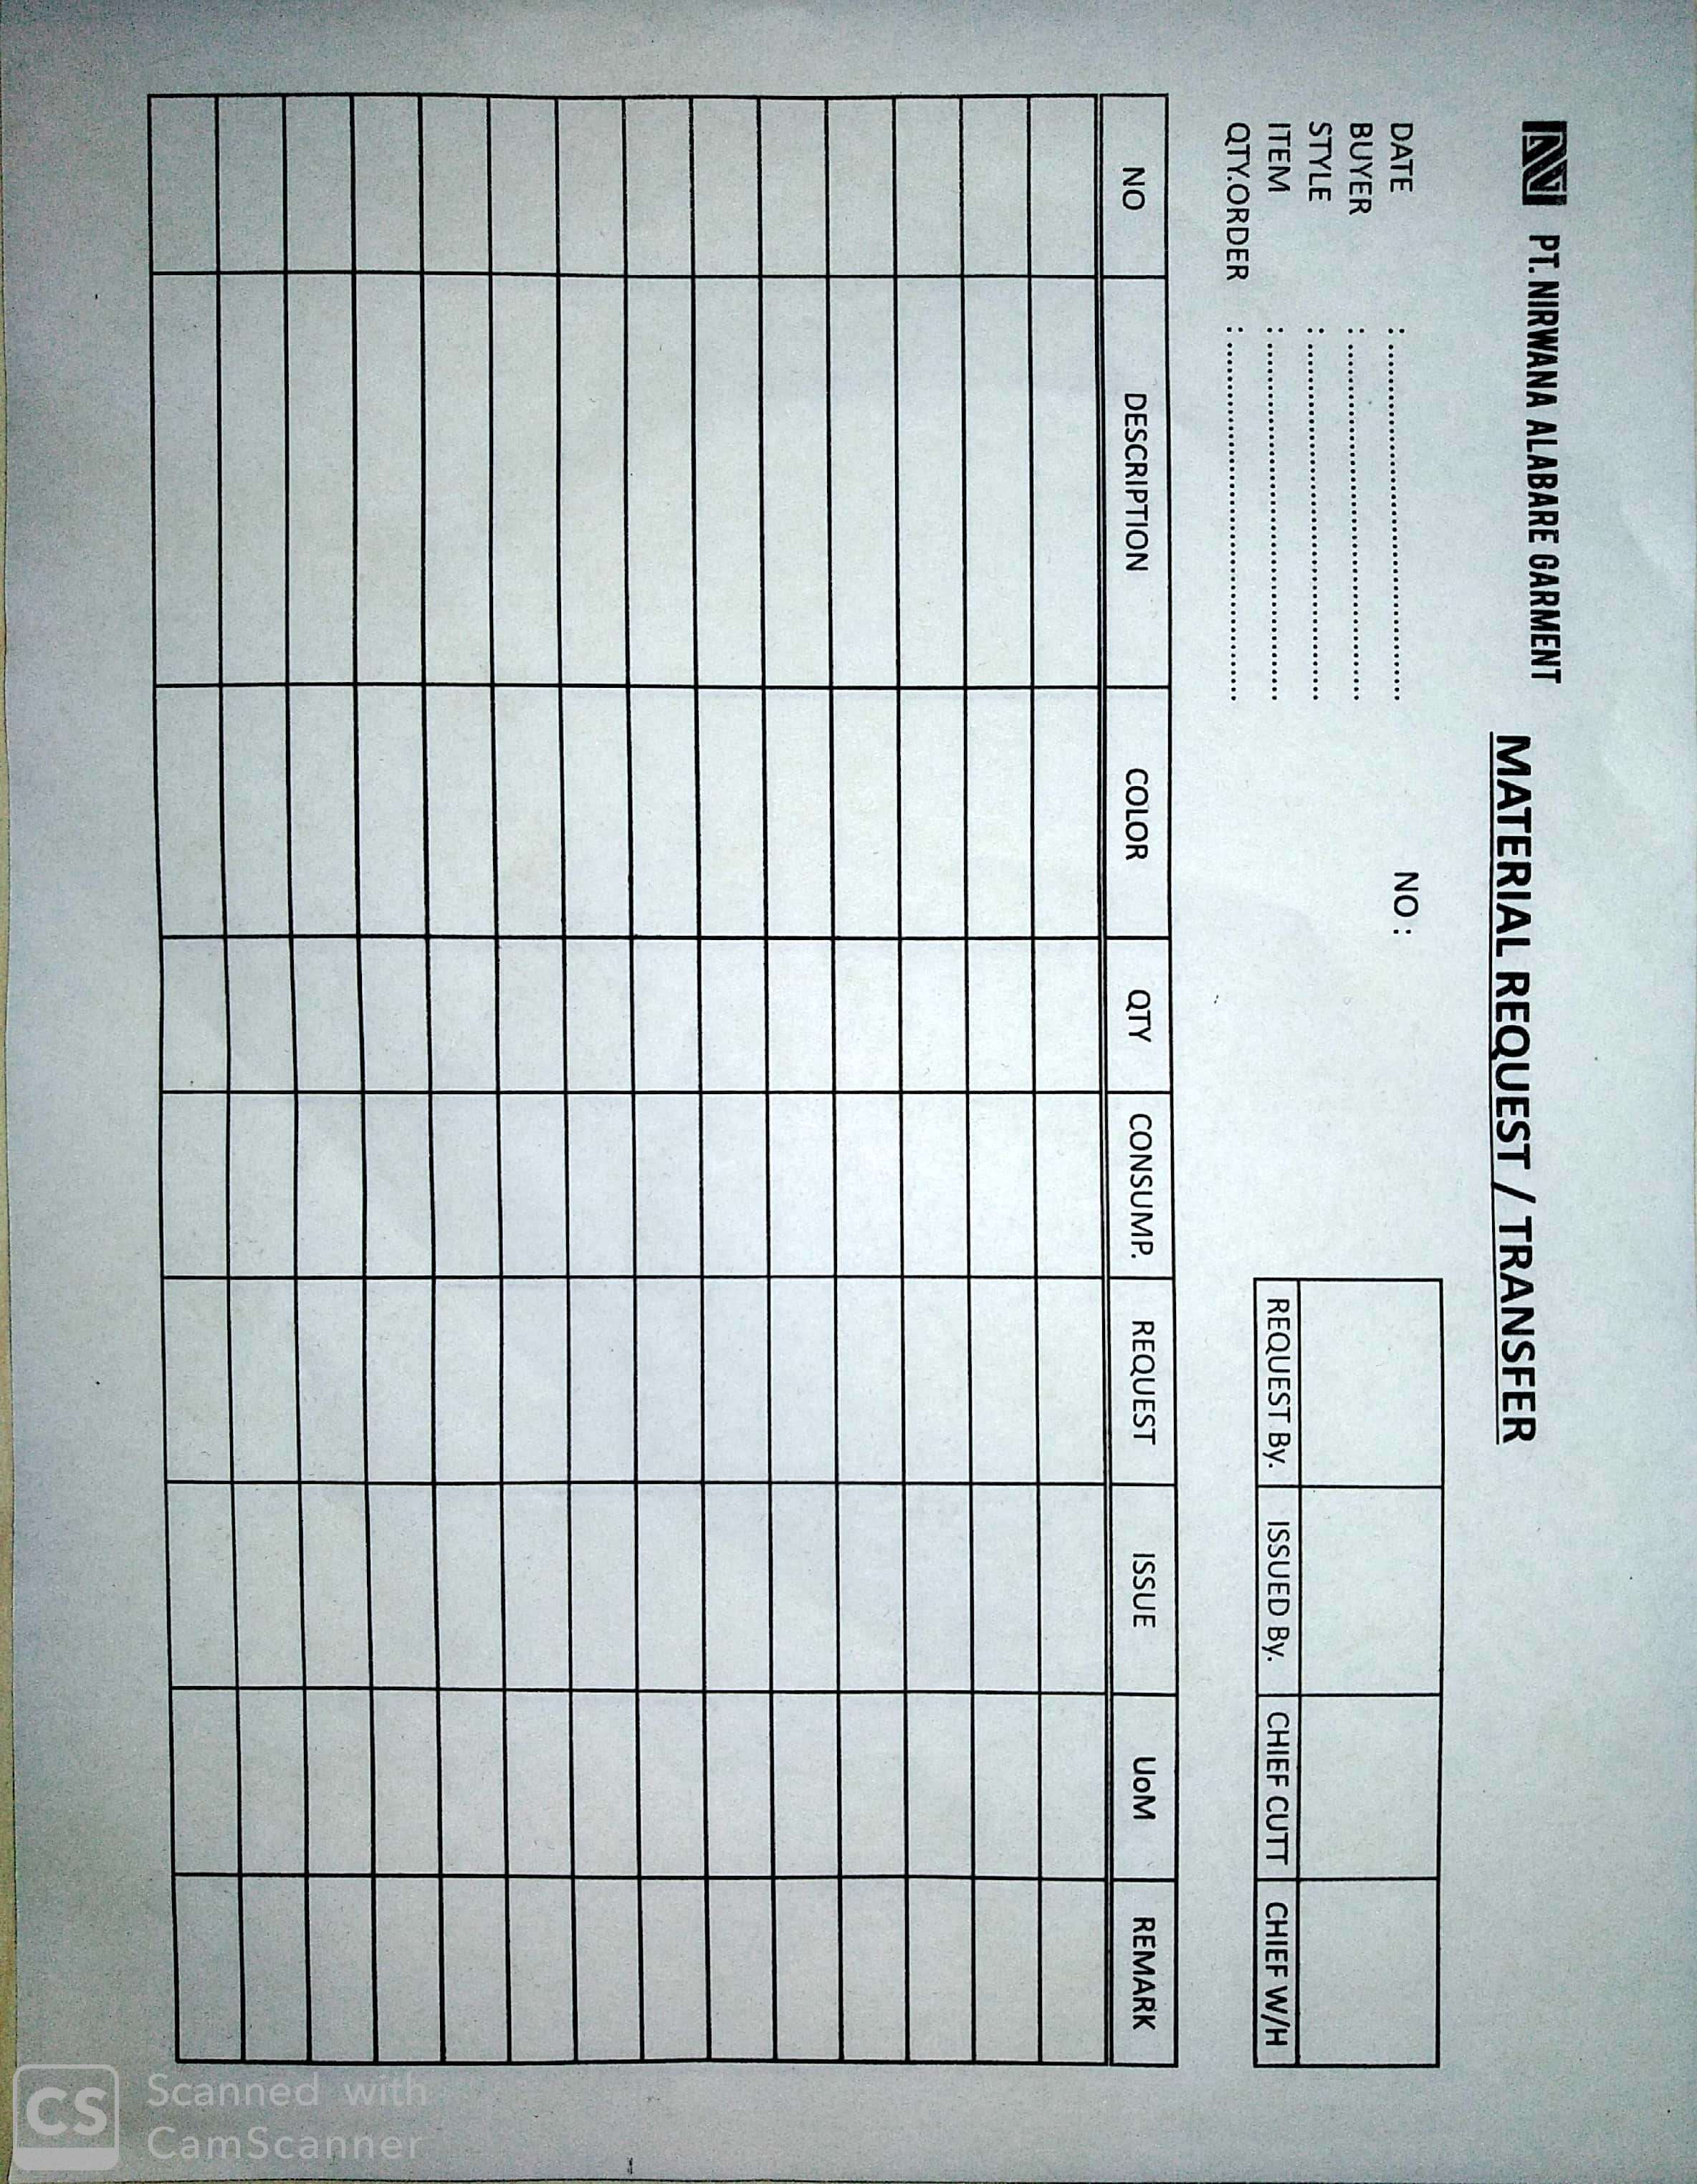 PT. NIRWANA ALABARE GARMENT
MATERIAL REQUEST / TRANSFER
DATE : ........................................
NO :
BUYER : ........................................
STYLE : ........................................
ITEM : ........................................
QTY.ORDER : ........................................
REQUEST By. ISSUED By. CHIEF CUTT CHIEF W/H
NO DESCRIPTION COLOR QTY CONSUMP. REQUEST ISSUE UoM REMARK
CS Scanned with
CamScanner